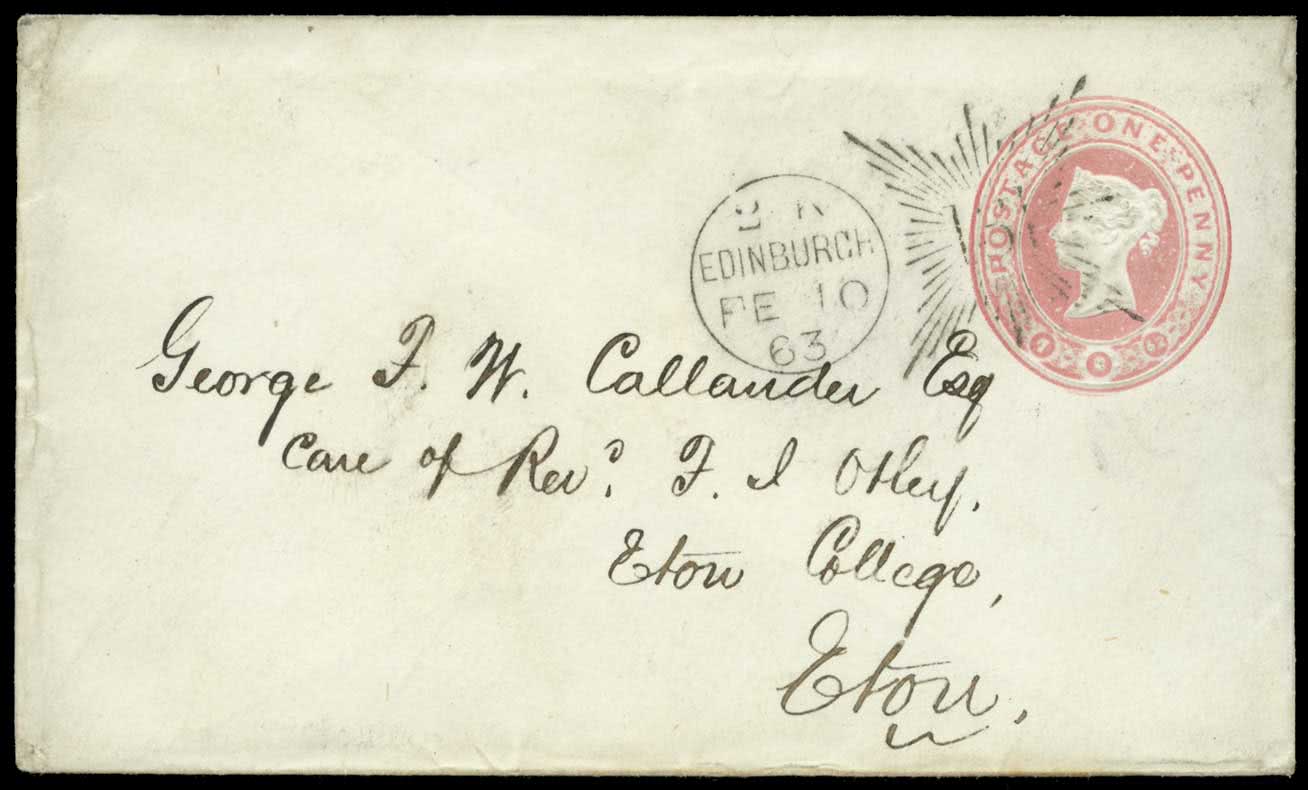 POSTAGE ONE PENNY
EDINBURGH
FE 10
63
George F. W. Callander Esq
Care of Revd. F. I Otley,
Eton College,
Eton,